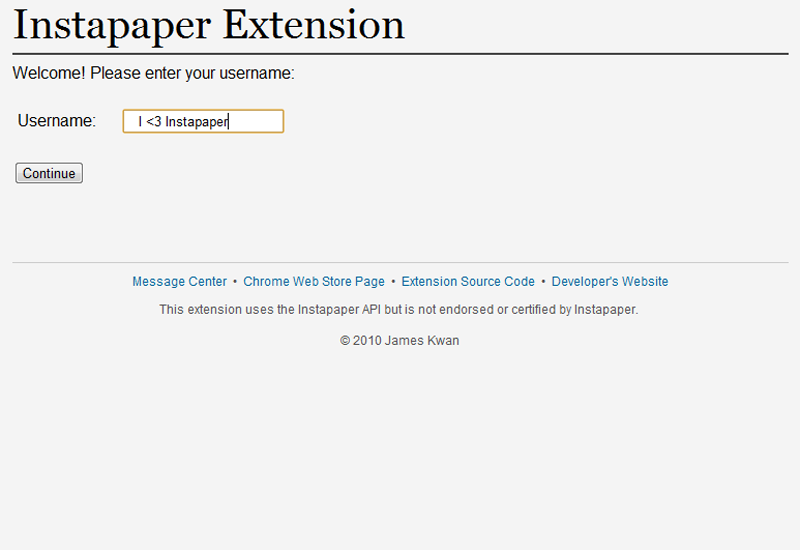 Instapaper Extension
Welcome! Please enter your username:
Username: I <3 Instapaper
Continue
Message Center • Chrome Web Store Page • Extension Source Code • Developer's Website
This extension uses the Instapaper API but is not endorsed or certified by Instapaper.
© 2010 James Kwan